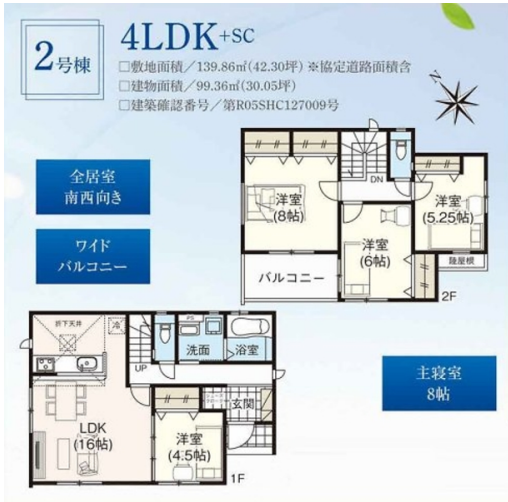 2号棟
4LDK+SC
□敷地面積／139.86㎡(42.30坪) ※協定道路面積含
□建物面積／99.36㎡(30.05坪)
□建築確認番号／第R05SHC127009号
N
全居室
南西向き
ワイド
バルコニー
洋室
(8帖)
DN
洋室
(5.25帖)
洋室
(6帖)
バルコニー
陸屋根
2F
折下天井
冷
PS
洗面
浴室
UP
玄関
LDK
(16帖)
洋室
(4.5帖)
1F
主寝室
8帖